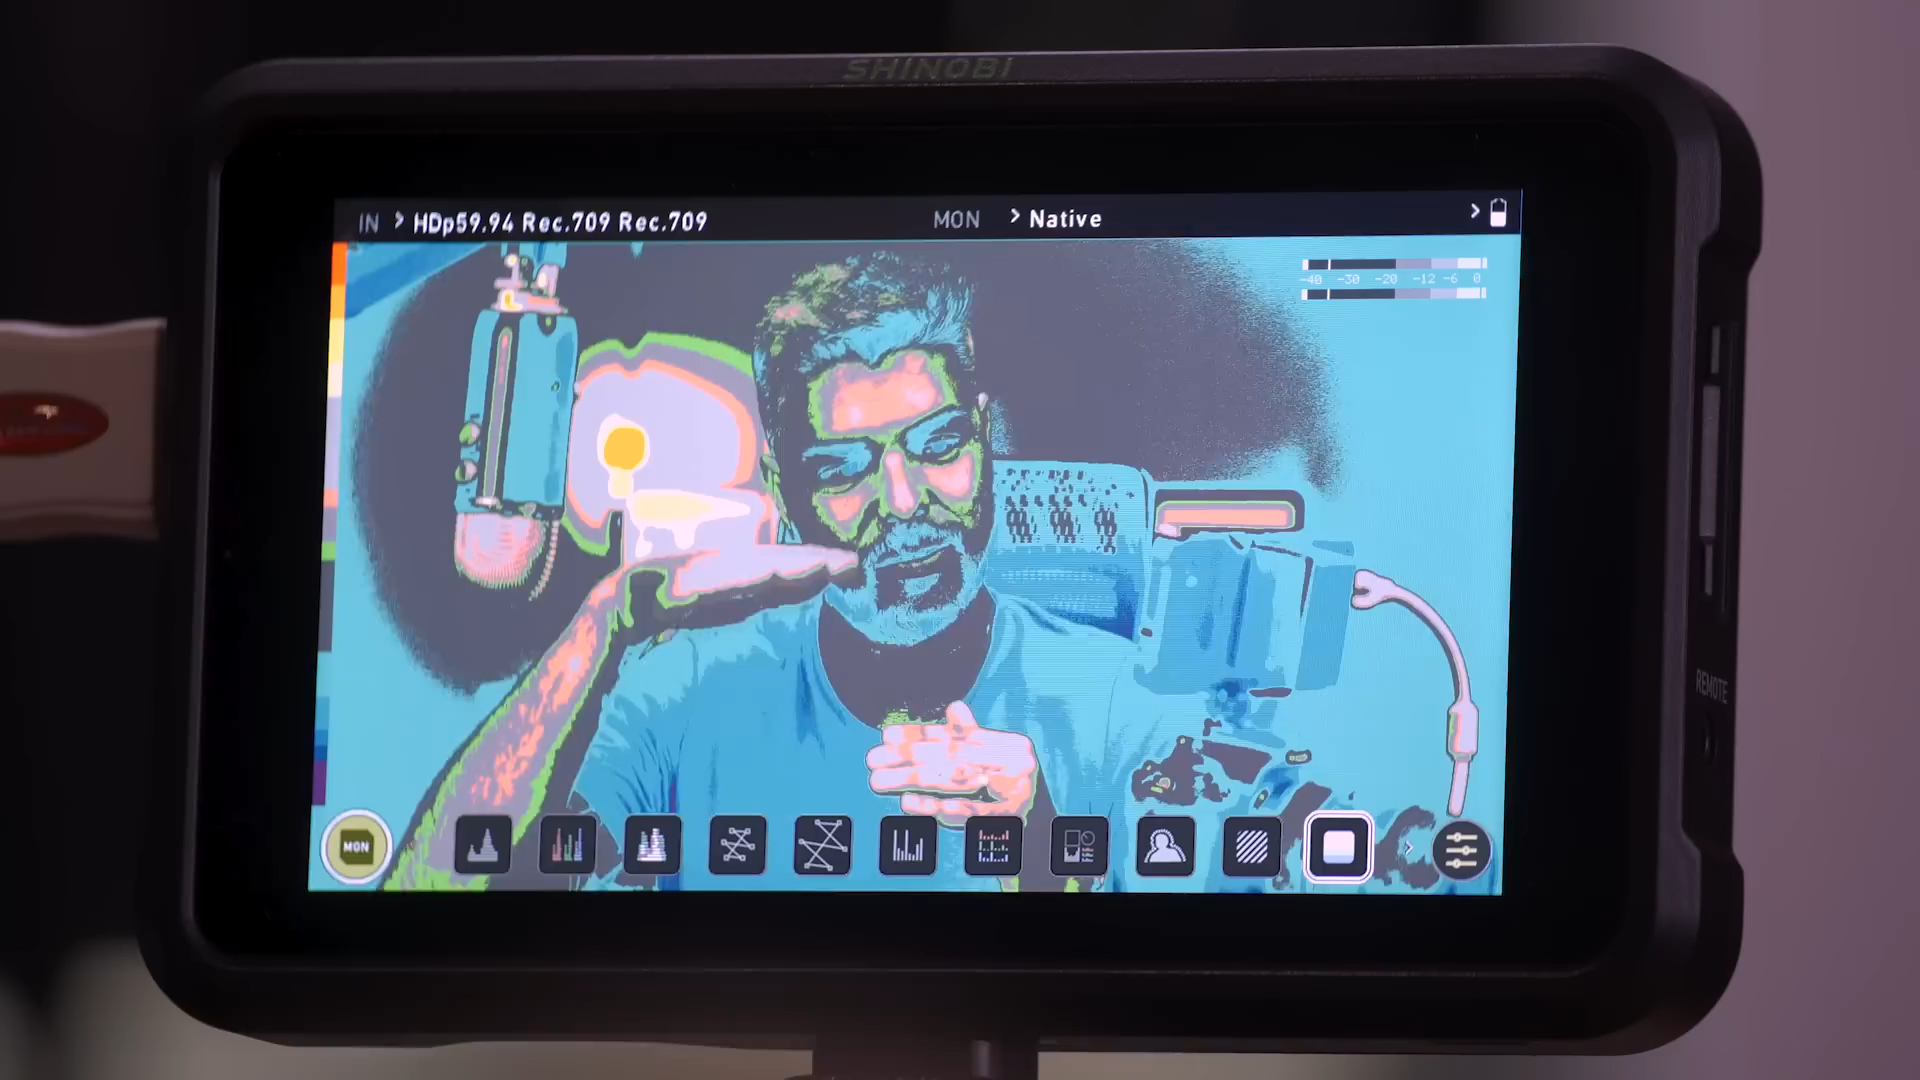 SHINOBI
IN > HDp59.94 Rec.709 Rec.709
MON > Native >
-40 -30 -20 -12 -6 0
REMOTE
MON